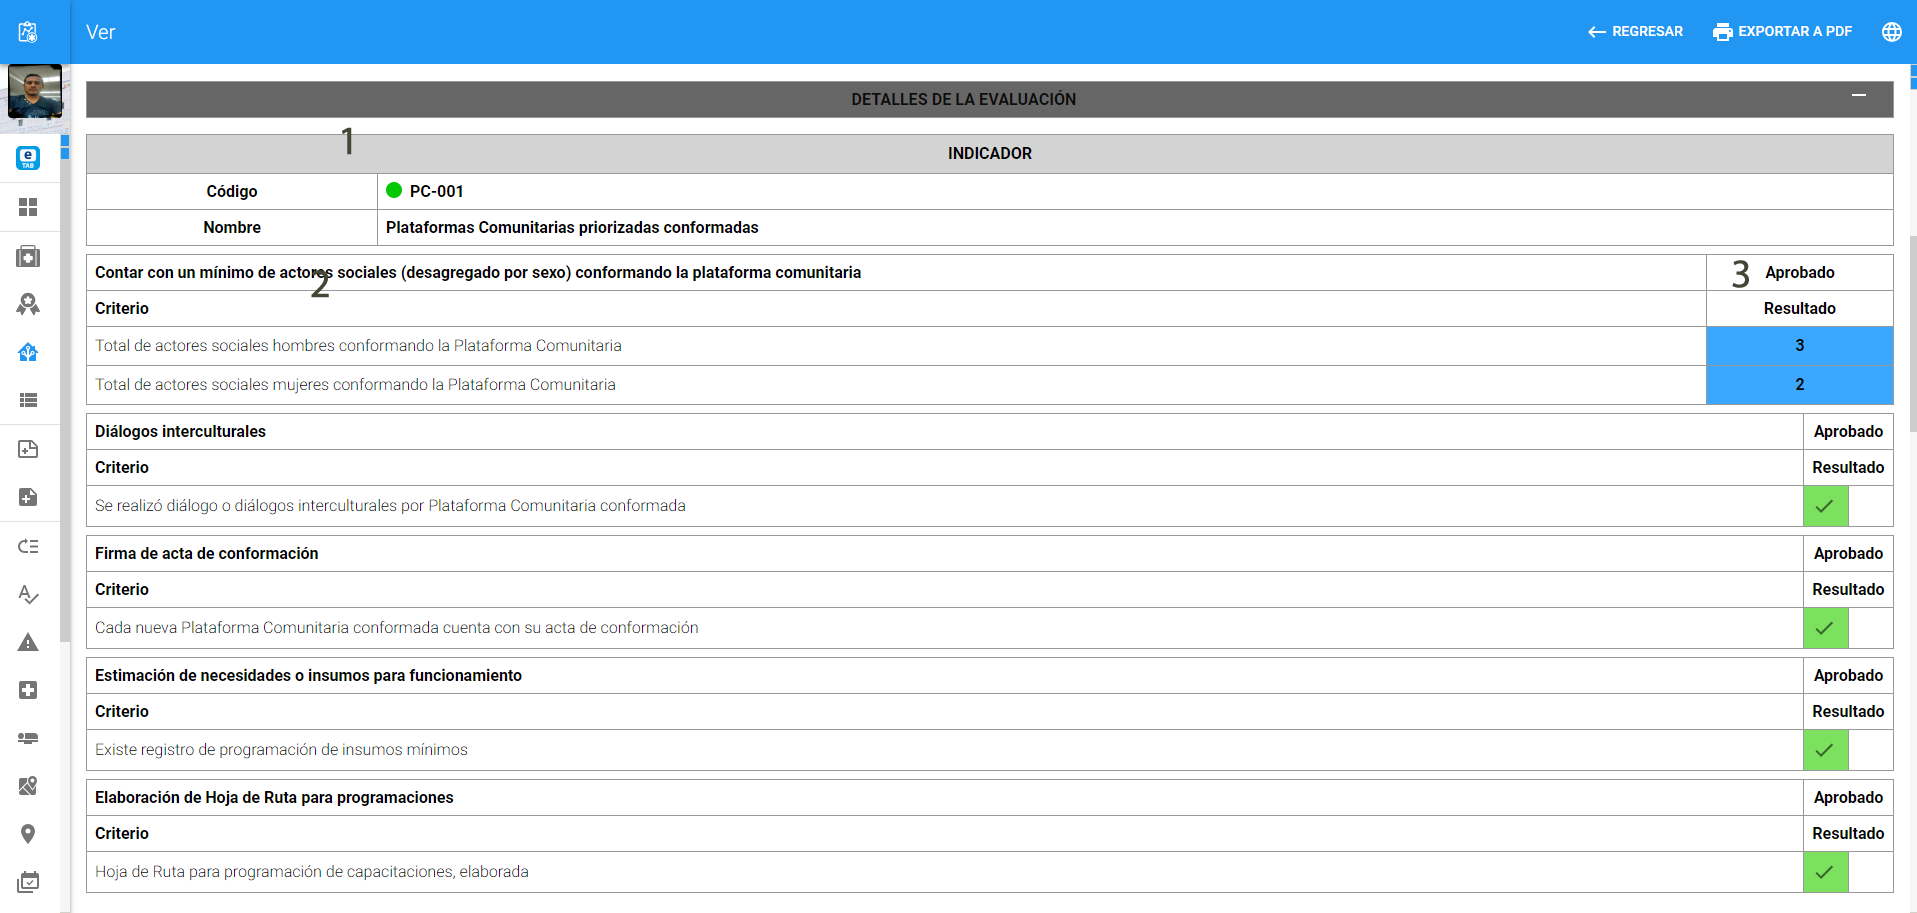 Ver
REGRESAR
EXPORTAR A PDF
DETALLES DE LA EVALUACIÓN
e
TAB
1
INDICADOR
Código PC-001
Nombre Plataformas Comunitarias priorizadas conformadas
Contar con un mínimo de actores sociales (desagregado por sexo) conformando la plataforma comunitaria
2
3 Aprobado
Criterio Resultado
Total de actores sociales hombres conformando la Plataforma Comunitaria 3
Total de actores sociales mujeres conformando la Plataforma Comunitaria 2
Diálogos interculturales Aprobado
Criterio Resultado
Se realizó diálogo o diálogos interculturales por Plataforma Comunitaria conformada
Firma de acta de conformación Aprobado
Criterio Resultado
Cada nueva Plataforma Comunitaria conformada cuenta con su acta de conformación
Estimación de necesidades o insumos para funcionamiento Aprobado
Criterio Resultado
Existe registro de programación de insumos mínimos
Elaboración de Hoja de Ruta para programaciones Aprobado
Criterio Resultado
Hoja de Ruta para programación de capacitaciones, elaborada